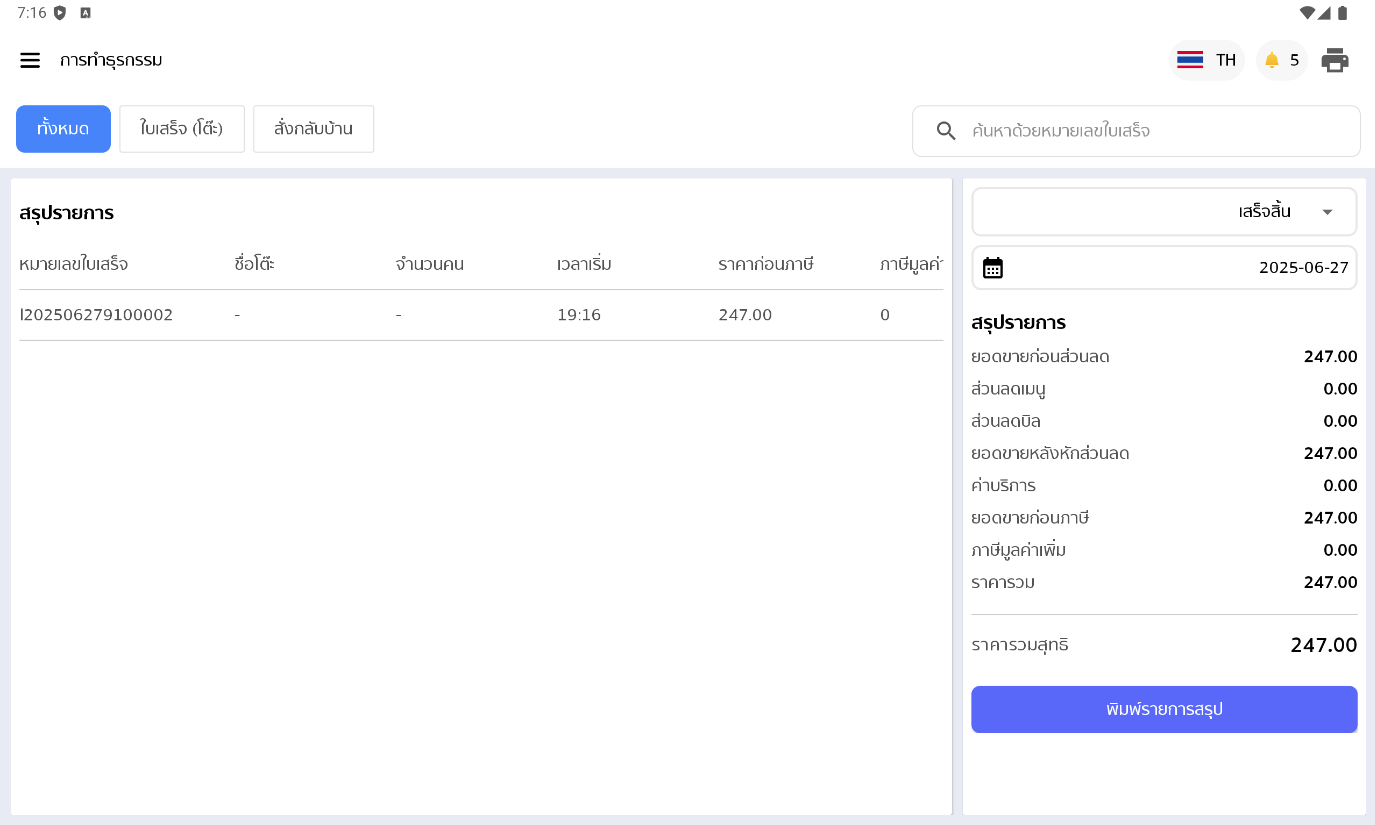 7:16
การทำธุรกรรม
TH
5
ทั้งหมด
ใบเสร็จ (โต๊ะ)
สั่งกลับบ้าน
ค้นหาด้วยหมายเลขใบเสร็จ
สรุปรายการ
หมายเลขใบเสร็จ ชื่อโต๊ะ จำนวนคน เวลาเริ่ม ราคาก่อนภาษี ภาษีมูลค่า
I202506279100002 - - 19:16 247.00 0
เสร็จสิ้น
2025-06-27
สรุปรายการ
ยอดขายก่อนส่วนลด 247.00
ส่วนลดเมนู 0.00
ส่วนลดบิล 0.00
ยอดขายหลังหักส่วนลด 247.00
ค่าบริการ 0.00
ยอดขายก่อนภาษี 247.00
ภาษีมูลค่าเพิ่ม 0.00
ราคารวม 247.00
ราคารวมสุทธิ 247.00
พิมพ์รายการสรุป